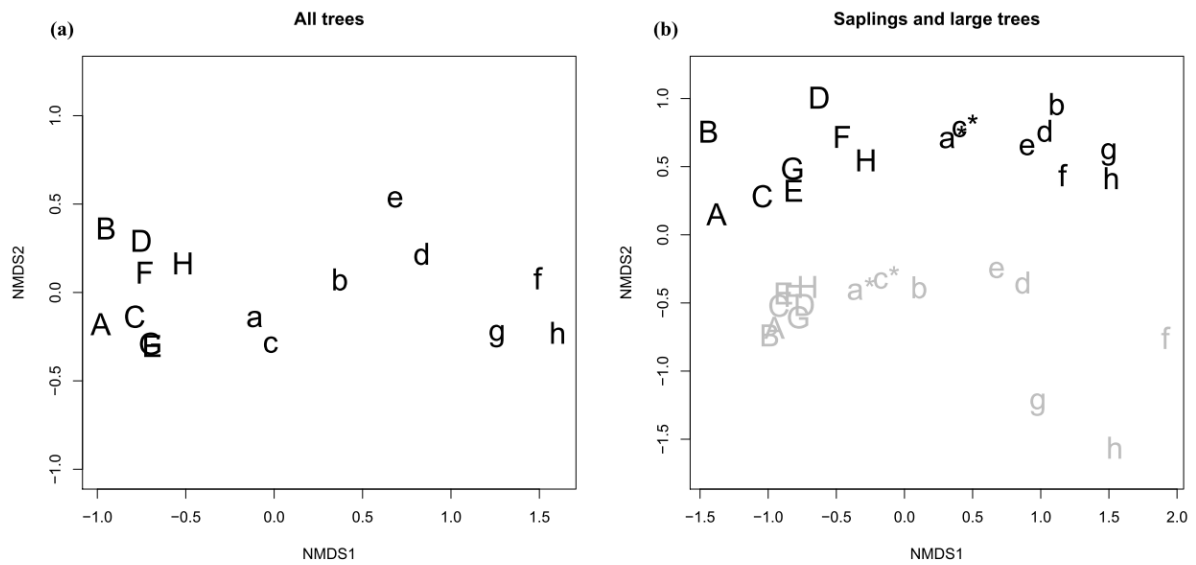 (a)
All trees
NMDS2
1.0
0.5
0.0
−0.5
−1.0
e
B
D
d
H
F
b
f
A
C
a
G
E
c
g
h
−1.0 −0.5 0.0 0.5 1.0 1.5
NMDS1
(b)
Saplings and large trees
NMDS2
1.0
0.5
0.0
−0.5
−1.0
−1.5
D
b
B
F
c*
a*
d
e
g
G
H
E
C
f
h
A
e
H
a*
c*
b
d
F
E
C
D
G
A
B
f
g
h
−1.5 −1.0 −0.5 0.0 0.5 1.0 1.5 2.0
NMDS1